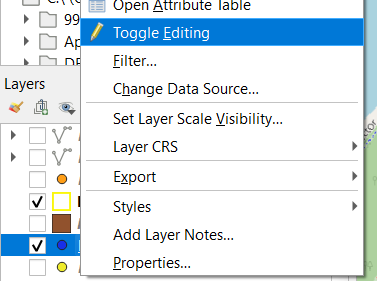 Open Attribute Table
99
Toggle Editing
Ap
Filter...
Change Data Source...
Layers
Set Layer Scale Visibility...
Layer CRS
Export
Styles
Add Layer Notes...
Properties...